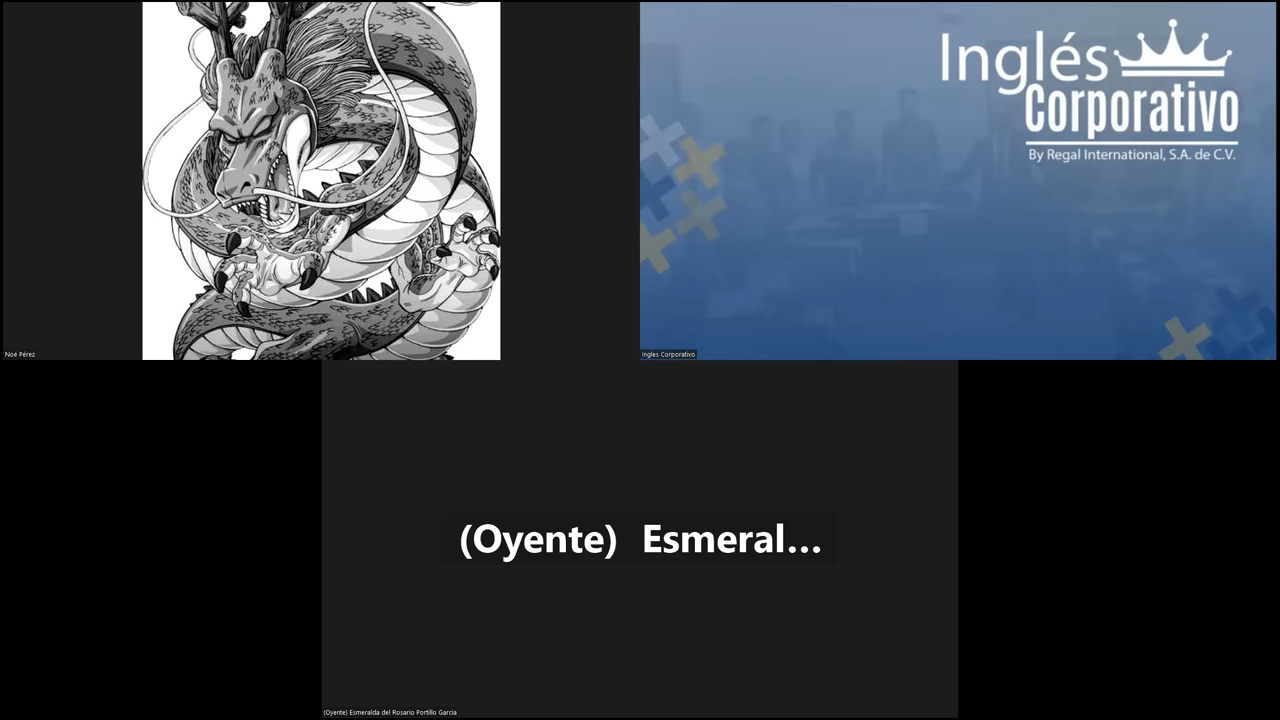 Inglés
Corporativo
By Regal International, S.A. de C.V.
Noé Pérez
Ingles Corporativo
(Oyente) Esmeral...
(Oyente) Esmeralda del Rosario Portillo Garcia